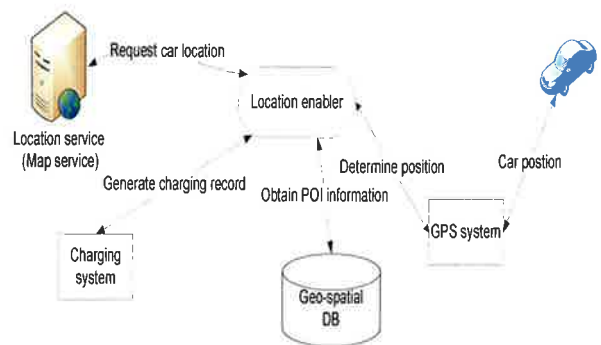 Request car location
Location enabler
Location service
(Map service)
Determine position
Car postion
Generate charging record
Obtain POI information
GPS system
Charging
system
Geo-spatial
DB